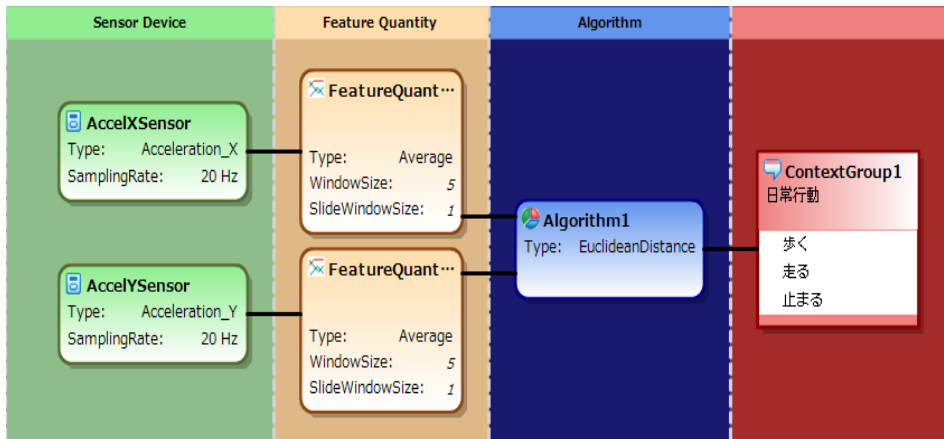 Sensor Device
Feature Quantity
Algorithm
AccelXSensor
Type: Acceleration_X
SamplingRate: 20 Hz
AccelYSensor
Type: Acceleration_Y
SamplingRate: 20 Hz
FeatureQuant···
Type: Average
WindowSize: 5
SlideWindowSize: 1
FeatureQuant···
Type: Average
WindowSize: 5
SlideWindowSize: 1
Algorithm1
Type: EuclideanDistance
ContextGroup1
日常行動
歩く
走る
止まる